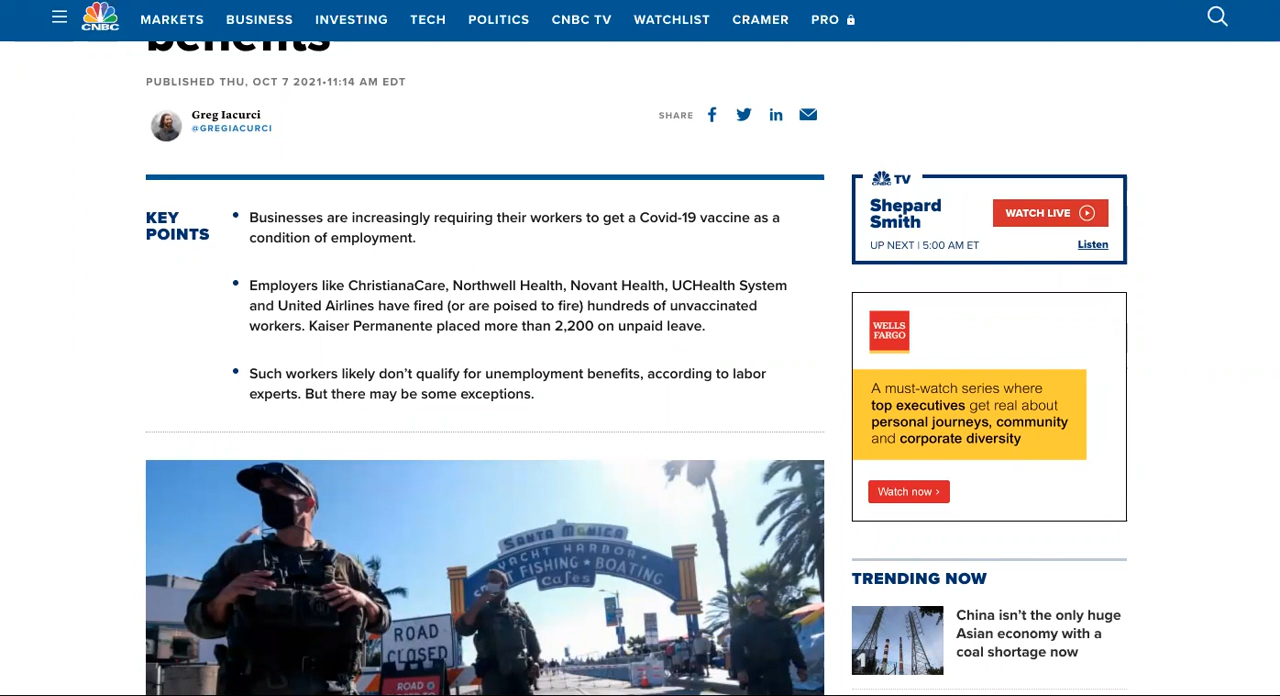 CNBC
MARKETS BUSINESS INVESTING TECH POLITICS CNBC TV WATCHLIST CRAMER PRO
benefits
PUBLISHED THU, OCT 7 2021•11:14 AM EDT
Greg Iacurci
@GREGIACURCI
SHARE
KEY
POINTS
• Businesses are increasingly requiring their workers to get a Covid-19 vaccine as a
condition of employment.
• Employers like ChristianaCare, Northwell Health, Novant Health, UCHealth System
and United Airlines have fired (or are poised to fire) hundreds of unvaccinated
workers. Kaiser Permanente placed more than 2,200 on unpaid leave.
• Such workers likely don’t qualify for unemployment benefits, according to labor
experts. But there may be some exceptions.
SANTA MONICA
YACHT HARBOR
FISHING * BOATING
Cafes
ROAD
CLOSED
ROAD
CNBC TV
Shepard
Smith
WATCH LIVE
UP NEXT | 5:00 AM ET
Listen
WELLS
FARGO
A must-watch series where
top executives get real about
personal journeys, community
and corporate diversity
Watch now ›
TRENDING NOW
1
China isn’t the only huge
Asian economy with a
coal shortage now